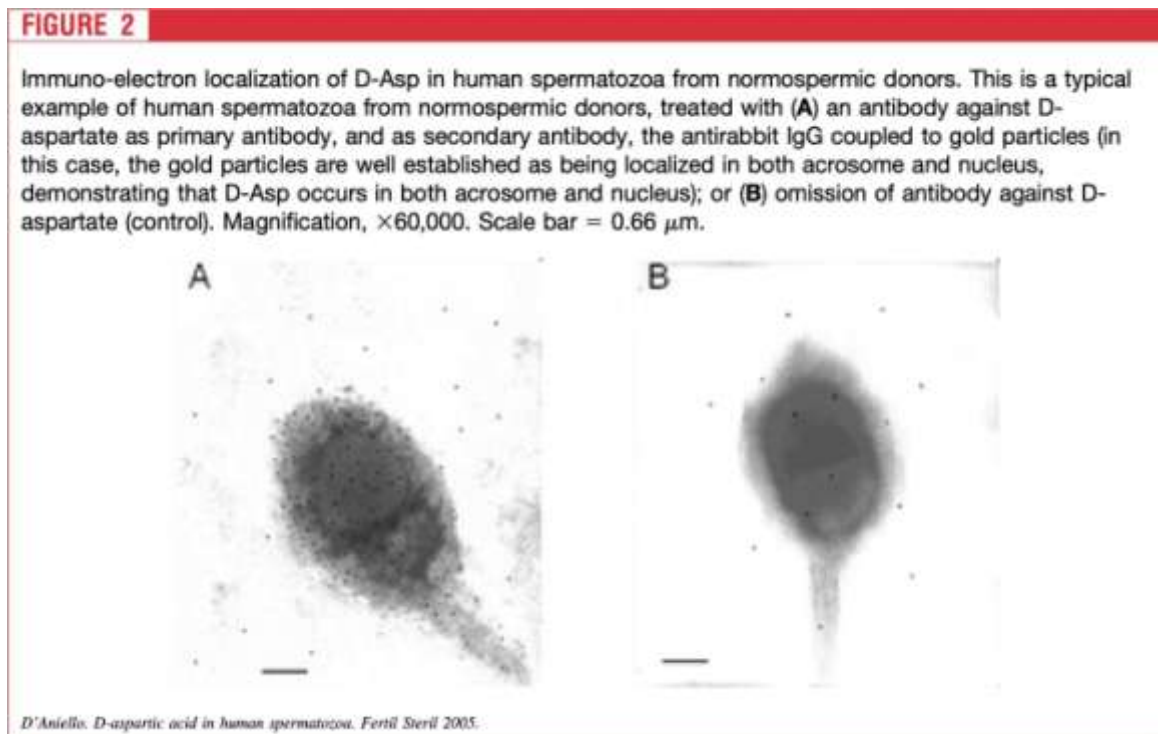 FIGURE 2
Immuno-electron localization of D-Asp in human spermatozoa from normospermic donors. This is a typical
example of human spermatozoa from normospermic donors, treated with (A) an antibody against D-
aspartate as primary antibody, and as secondary antibody, the antirabbit IgG coupled to gold particles (in
this case, the gold particles are well established as being localized in both acrosome and nucleus,
demonstrating that D-Asp occurs in both acrosome and nucleus); or (B) omission of antibody against D-
aspartate (control). Magnification, ×60,000. Scale bar = 0.66 μm.
A
B
D'Aniello. D-aspartic acid in human spermatozoa. Fertil Steril 2005.